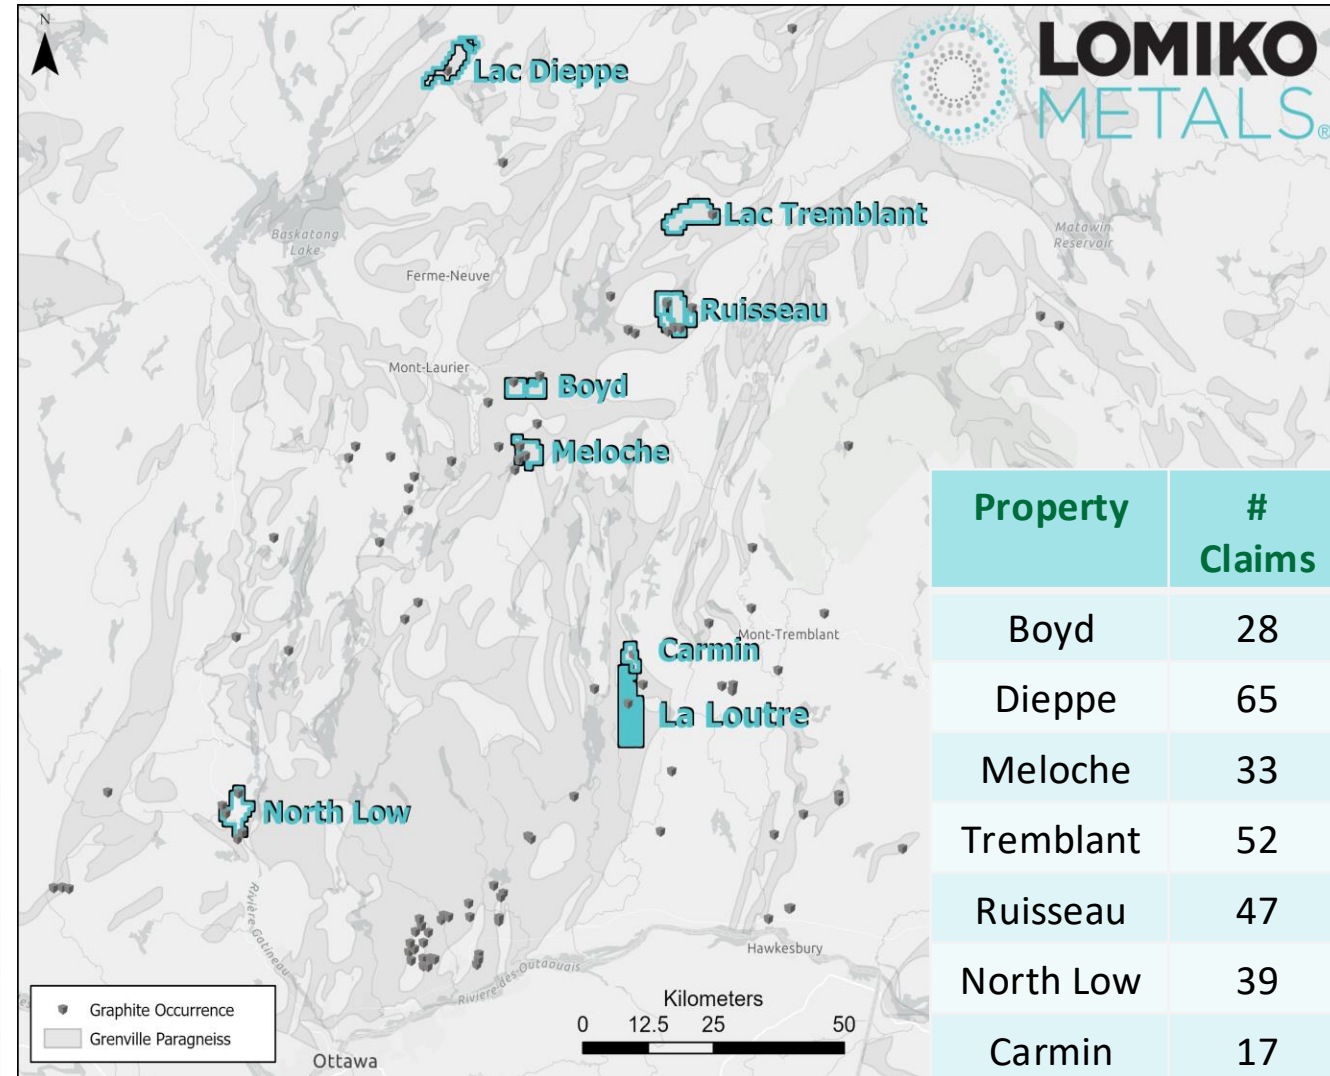 N
LOMIKO
METALS®
Lac Dieppe
Lac Tremblant
Baskatong
Lake
Matawin
Reservoir
Ferme-Neuve
Ruisseau
Mont-Laurier
Boyd
Meloche
Mont-Tremblant
Carmin
La Loutre
North Low
Rivière Gatineau
Rivière des Outaouais
Hawkesbury
Ottawa
Graphite Occurrence
Grenville Paragneiss
Kilometers
0 12.5 25 50
Property #
Claims
Boyd 28
Dieppe 65
Meloche 33
Tremblant 52
Ruisseau 47
North Low 39
Carmin 17